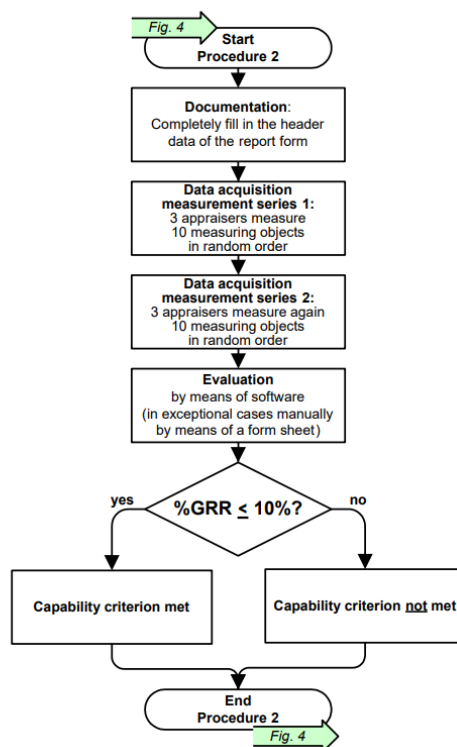 Fig. 4
Start
Procedure 2
Documentation:
Completely fill in the header
data of the report form
Data acquisition
measurement series 1:
3 appraisers measure
10 measuring objects
in random order
Data acquisition
measurement series 2:
3 appraisers measure again
10 measuring objects
in random order
Evaluation
by means of software
(in exceptional cases manually
by means of a form sheet)
yes
%GRR ≤ 10%?
no
Capability criterion met
Capability criterion not met
End
Procedure 2
Fig. 4